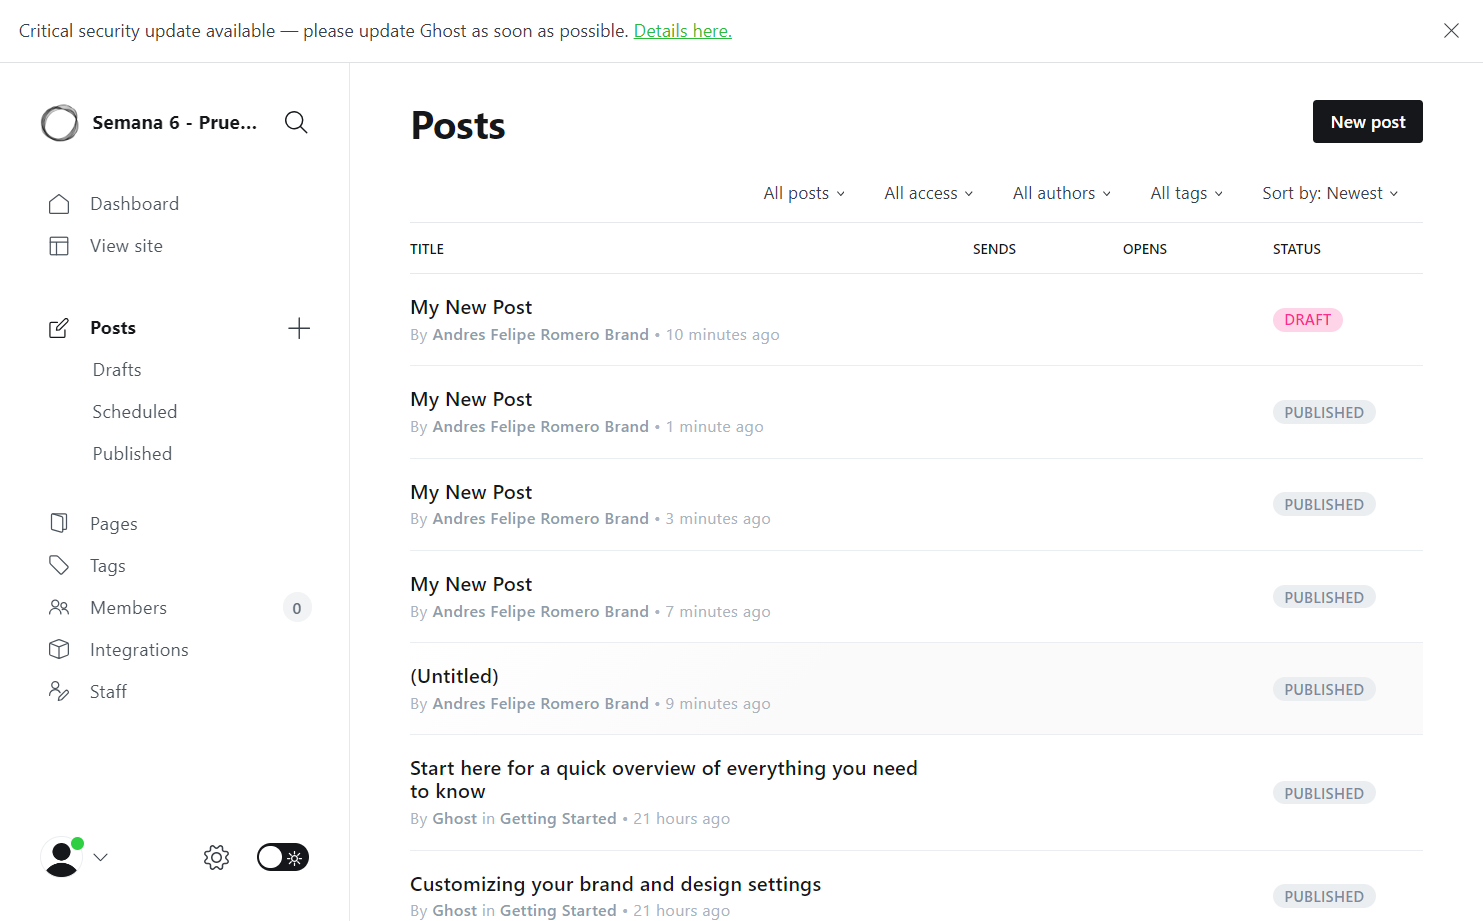 Critical security update available — please update Ghost as soon as possible. Details here.
Semana 6 - Prue...
Dashboard
View site
Posts
Drafts
Scheduled
Published
Pages
Tags
Members 0
Integrations
Staff
Posts
New post
All posts All access All authors All tags Sort by: Newest
TITLE SENDS OPENS STATUS
My New Post
By Andres Felipe Romero Brand • 10 minutes ago
DRAFT
My New Post
By Andres Felipe Romero Brand • 1 minute ago
PUBLISHED
My New Post
By Andres Felipe Romero Brand • 3 minutes ago
PUBLISHED
My New Post
By Andres Felipe Romero Brand • 7 minutes ago
PUBLISHED
(Untitled)
By Andres Felipe Romero Brand • 9 minutes ago
PUBLISHED
Start here for a quick overview of everything you need
to know
By Ghost in Getting Started • 21 hours ago
PUBLISHED
Customizing your brand and design settings
By Ghost in Getting Started • 21 hours ago
PUBLISHED